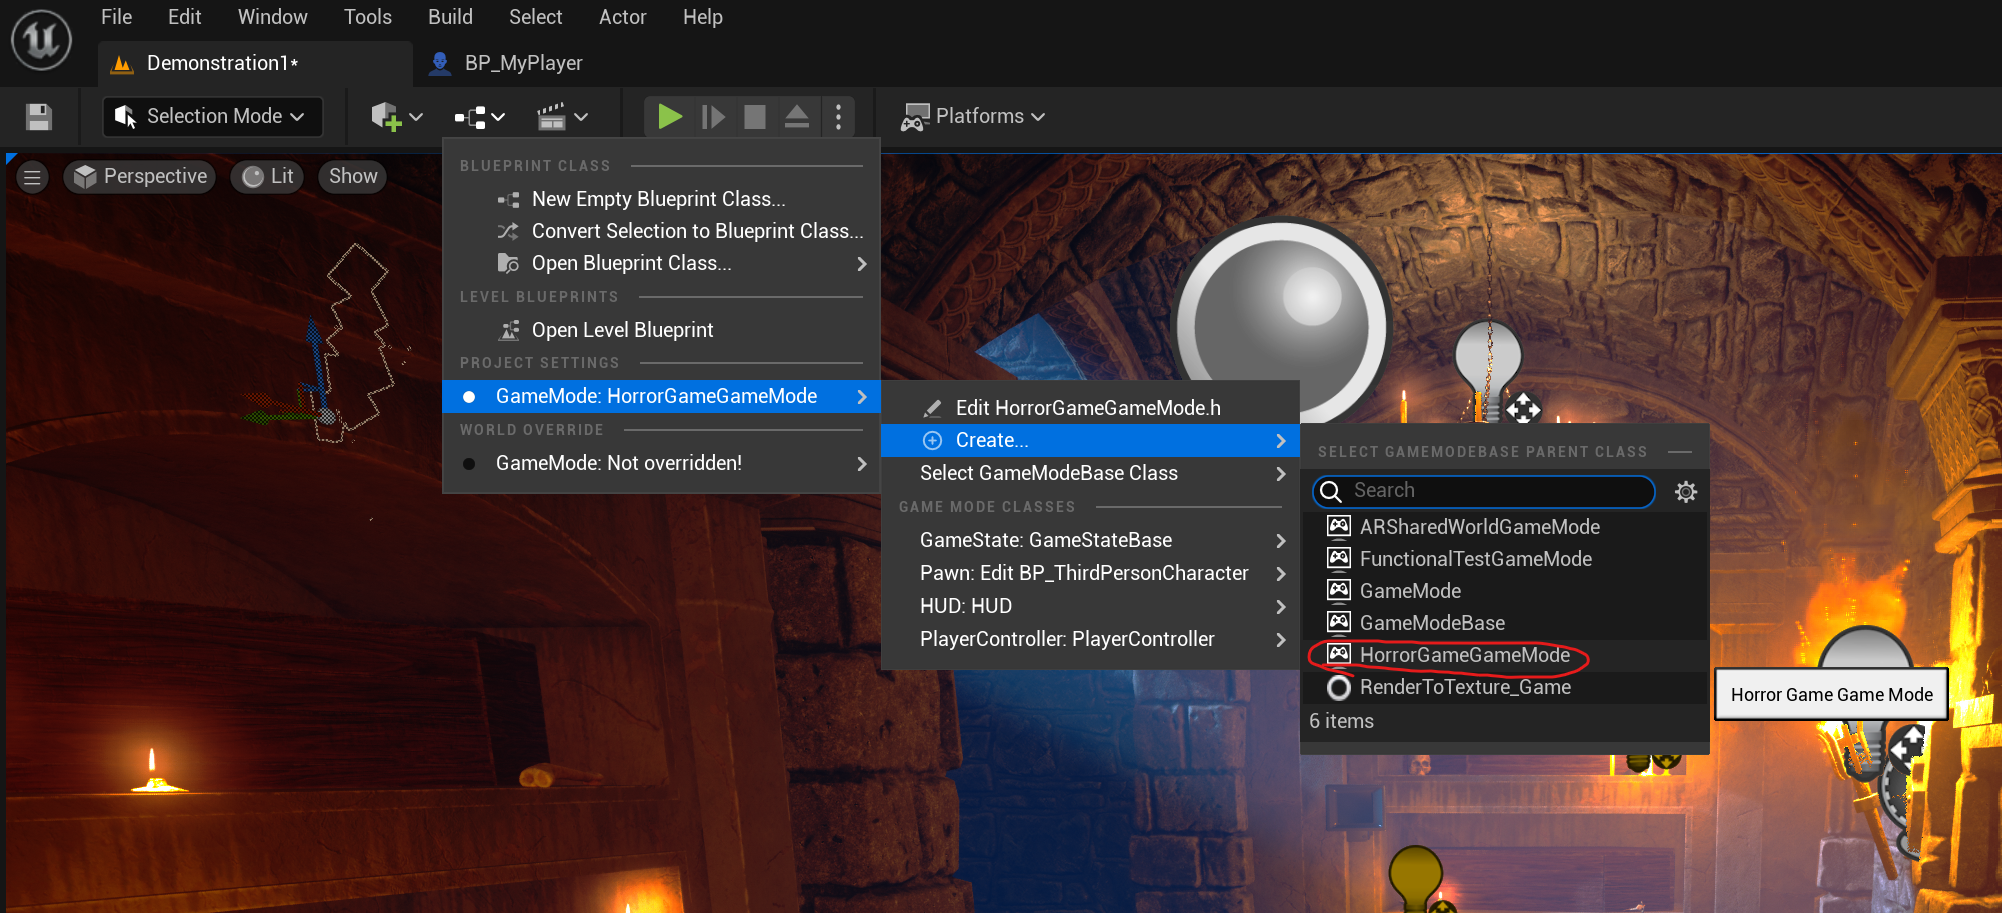 File Edit Window Tools Build Select Actor Help
Demonstration1* BP_MyPlayer
Selection Mode Platforms
Perspective Lit Show
BLUEPRINT CLASS
New Empty Blueprint Class...
Convert Selection to Blueprint Class...
Open Blueprint Class...
LEVEL BLUEPRINTS
Open Level Blueprint
PROJECT SETTINGS
GameMode: HorrorGameGameMode
WORLD OVERRIDE
GameMode: Not overridden!
Edit HorrorGameGameMode.h
Create...
Select GameModeBase Class
GAME MODE CLASSES
GameState: GameStateBase
Pawn: Edit BP_ThirdPersonCharacter
HUD: HUD
PlayerController: PlayerController
SELECT GAMEMODEBASE PARENT CLASS
Search
ARSharedWorldGameMode
FunctionalTestGameMode
GameMode
GameModeBase
HorrorGameGameMode
RenderToTexture_Game
6 items
Horror Game Game Mode